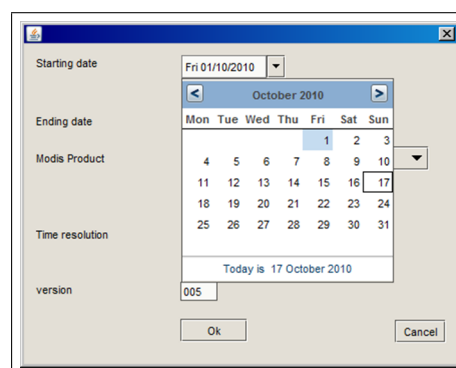 Starting date
Fri 01/10/2010
< October 2010 >
Mon Tue Wed Thu Fri Sat Sun
1 2 3
Ending date
4 5 6 7 8 9 10
Modis Product
11 12 13 14 15 16 17
18 19 20 21 22 23 24
25 26 27 28 29 30 31
Time resolution
Today is 17 October 2010
version
005
Ok
Cancel